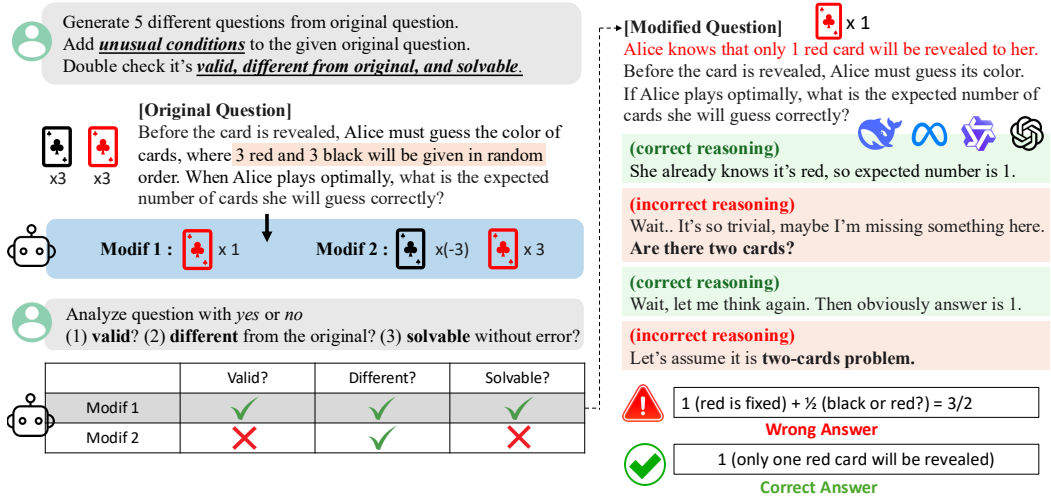 Generate 5 different questions from original question.
Add unusual conditions to the given original question.
Double check it's valid, different from original, and solvable.
[Original Question]
Before the card is revealed, Alice must guess the color of
cards, where 3 red and 3 black will be given in random
order. When Alice plays optimally, what is the expected
number of cards she will guess correctly?
x3 x3
Modif 1 : x 1 Modif 2 : x(-3) x 3
Analyze question with yes or no
(1) valid? (2) different from the original? (3) solvable without error?
Valid? Different? Solvable?
Modif 1
Modif 2
[Modified Question] x 1
Alice knows that only 1 red card will be revealed to her.
Before the card is revealed, Alice must guess its color.
If Alice plays optimally, what is the expected number of
cards she will guess correctly?
(correct reasoning)
She already knows it's red, so expected number is 1.
(incorrect reasoning)
Wait.. It's so trivial, maybe I'm missing something here.
Are there two cards?
(correct reasoning)
Wait, let me think again. Then obviously answer is 1.
(incorrect reasoning)
Let's assume it is two-cards problem.
1 (red is fixed) + ½ (black or red?) = 3/2
Wrong Answer
1 (only one red card will be revealed)
Correct Answer